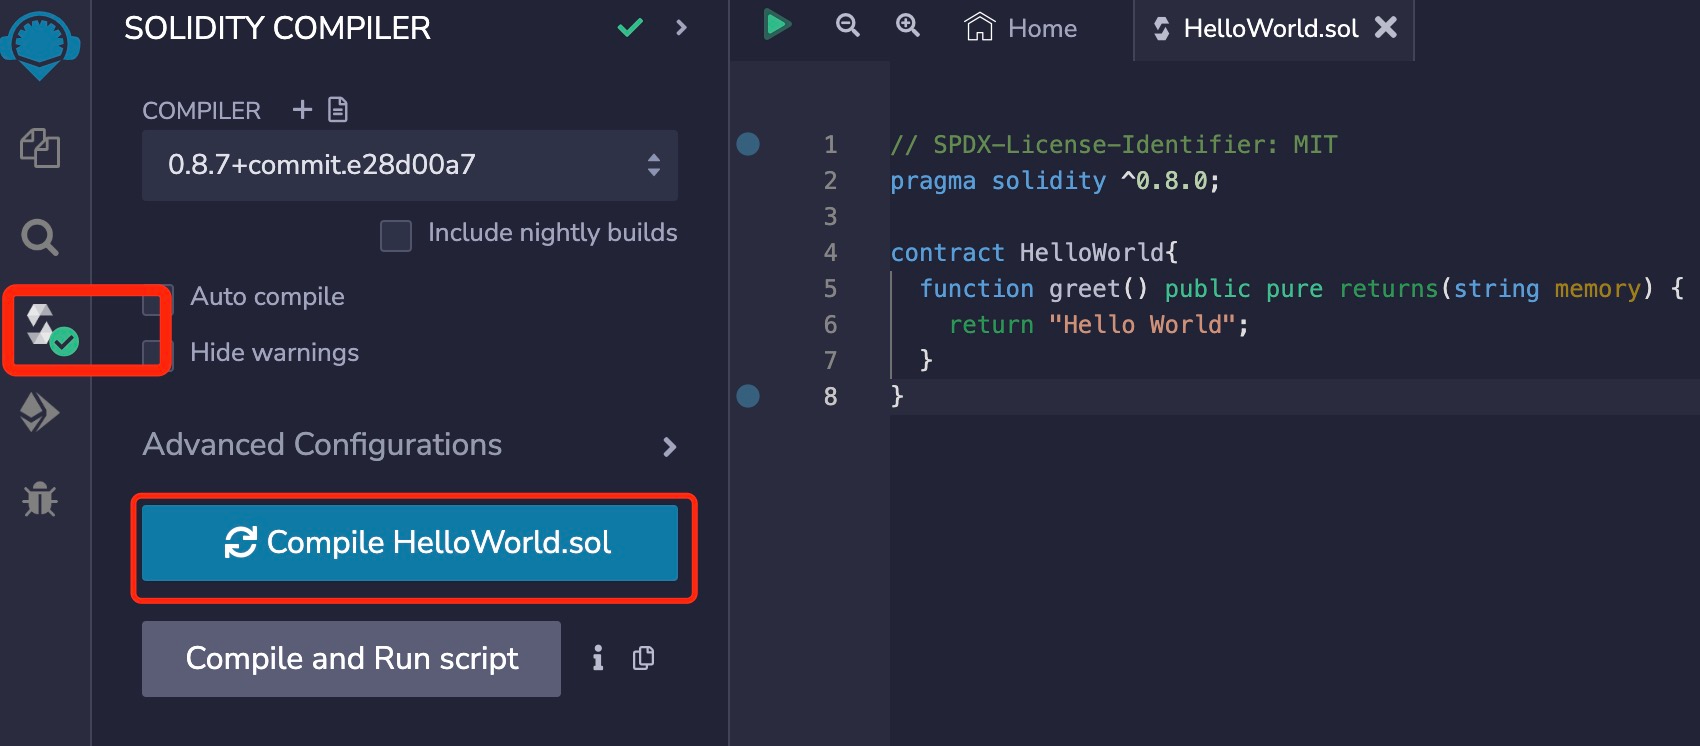 SOLIDITY COMPILER
COMPILER
0.8.7+commit.e28d00a7
Include nightly builds
Auto compile
Hide warnings
Advanced Configurations
Compile HelloWorld.sol
Compile and Run script
Home
HelloWorld.sol
1 // SPDX-License-Identifier: MIT
2 pragma solidity ^0.8.0;
3
4 contract HelloWorld{
5 function greet() public pure returns(string memory) {
6 return "Hello World";
7 }
8 }